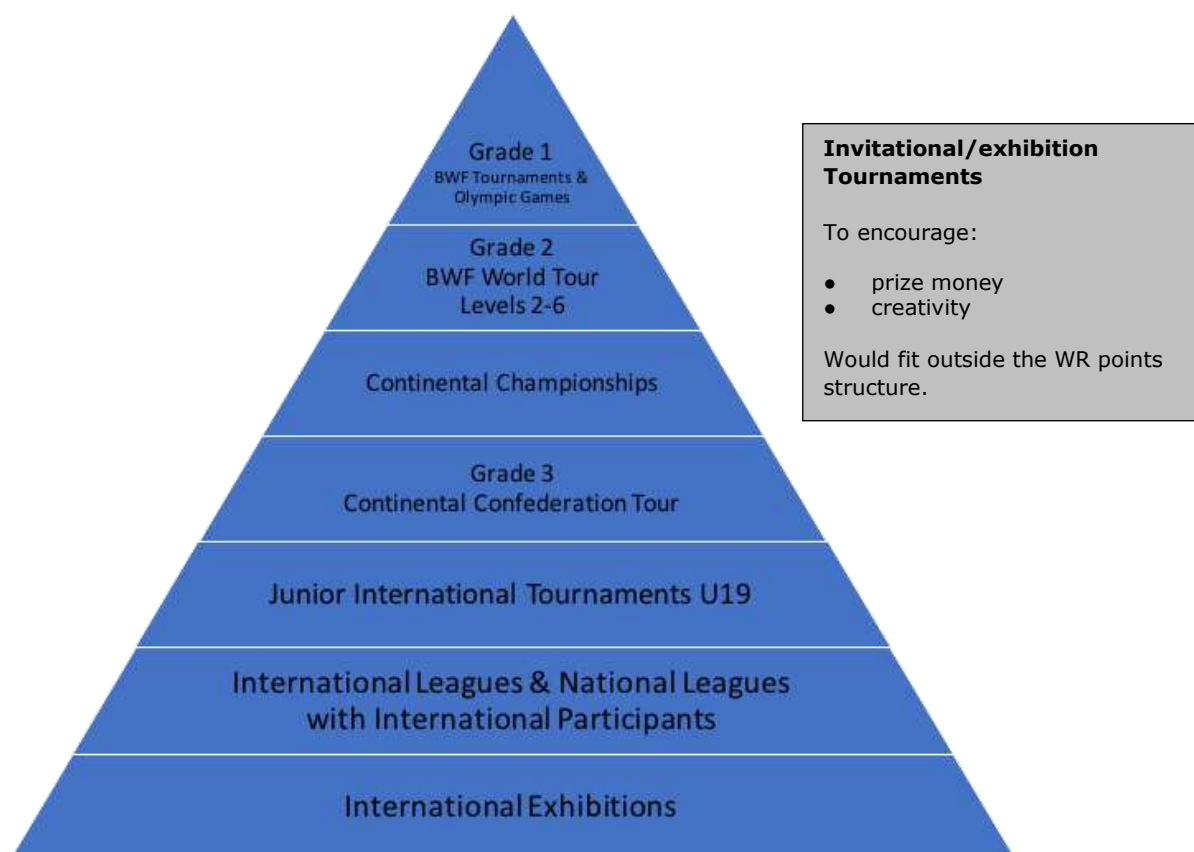 Grade 1
BWF Tournaments &
Olympic Games
Grade 2
BWF World Tour
Levels 2-6
Continental Championships
Grade 3
Continental Confederation Tour
Junior International Tournaments U19
International Leagues & National Leagues
with International Participants
International Exhibitions
Invitational/exhibition
Tournaments
To encourage:
● prize money
● creativity
Would fit outside the WR points
structure.